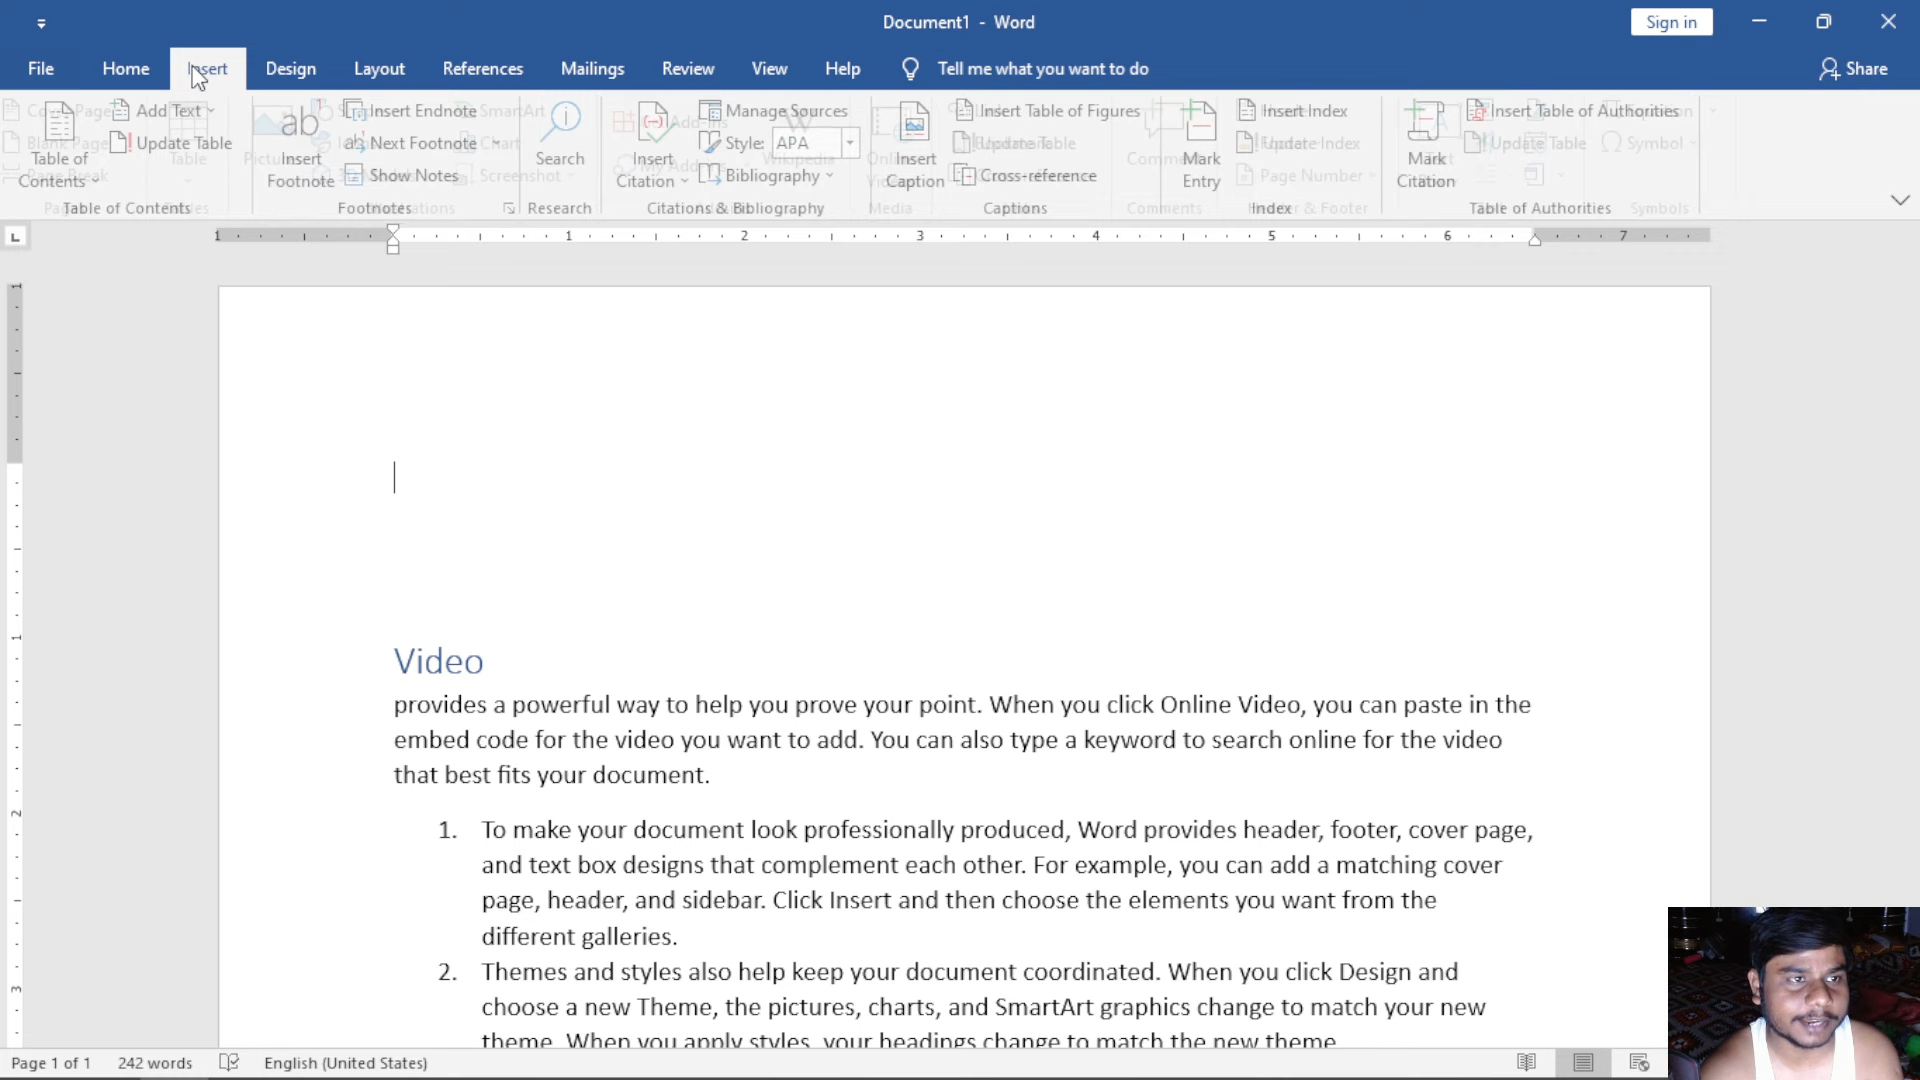 Document1 - Word
Sign in
File Home Insert Design Layout References Mailings Review View Help Tell me what you want to do Share
Table of Contents
Add Text
Update Table
Table of Contents
ab
Insert Footnote
Insert Endnote
Next Footnote
Show Notes
Footnotes
Search
Research
Insert Citation
Manage Sources
Style: APA
Bibliography
Citations & Bibliography
Insert Caption
Insert Table of Figures
Update Table
Cross-reference
Captions
Mark Entry
Insert Index
Update Index
Index
Mark Citation
Insert Table of Authorities
Update Table
Table of Authorities
Cover Page
Blank Page
Page Break
Table
SmartArt
Chart
Screenshot
Wikipedia
Online Video
Media
Comments
Page Number
Header & Footer
Symbol
Symbols
1 1 2 3 4 5 6 7
Video
provides a powerful way to help you prove your point. When you click Online Video, you can paste in the
embed code for the video you want to add. You can also type a keyword to search online for the video
that best fits your document.
1. To make your document look professionally produced, Word provides header, footer, cover page,
and text box designs that complement each other. For example, you can add a matching cover
page, header, and sidebar. Click Insert and then choose the elements you want from the
different galleries.
2. Themes and styles also help keep your document coordinated. When you click Design and
choose a new Theme, the pictures, charts, and SmartArt graphics change to match your new
theme. When you apply styles, your headings change to match the new theme.
Page 1 of 1 242 words English (United States)